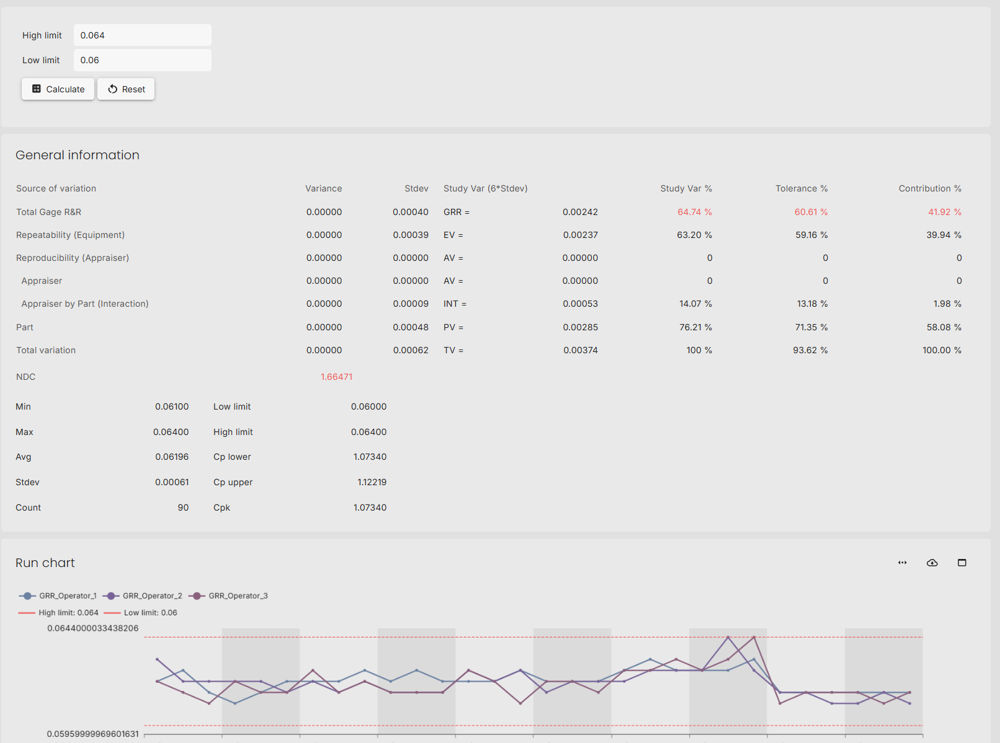 High limit 0.064
Low limit 0.06
Calculate Reset
General information
Source of variation Variance Stdev Study Var (6*Stdev) Study Var % Tolerance % Contribution %
Total Gage R&R 0.00000 0.00040 GRR = 0.00242 64.74 % 60.61 % 41.92 %
Repeatability (Equipment) 0.00000 0.00039 EV = 0.00237 63.20 % 59.16 % 39.94 %
Reproducibility (Appraiser) 0.00000 0.00000 AV = 0.00000 0 0 0
Appraiser 0.00000 0.00000 AV = 0.00000 0 0 0
Appraiser by Part (Interaction) 0.00000 0.00009 INT = 0.00053 14.07 % 13.18 % 1.98 %
Part 0.00000 0.00048 PV = 0.00285 76.21 % 71.35 % 58.08 %
Total variation 0.00000 0.00062 TV = 0.00374 100 % 93.62 % 100.00 %
NDC 1.66471
Min 0.06100 Low limit 0.06000
Max 0.06400 High limit 0.06400
Avg 0.06196 Cp lower 1.07340
Stdev 0.00061 Cp upper 1.12219
Count 90 Cpk 1.07340
Run chart
GRR_Operator_1 GRR_Operator_2 GRR_Operator_3
High limit: 0.064 Low limit: 0.06
0.0644000033438206
0.05959999969601631